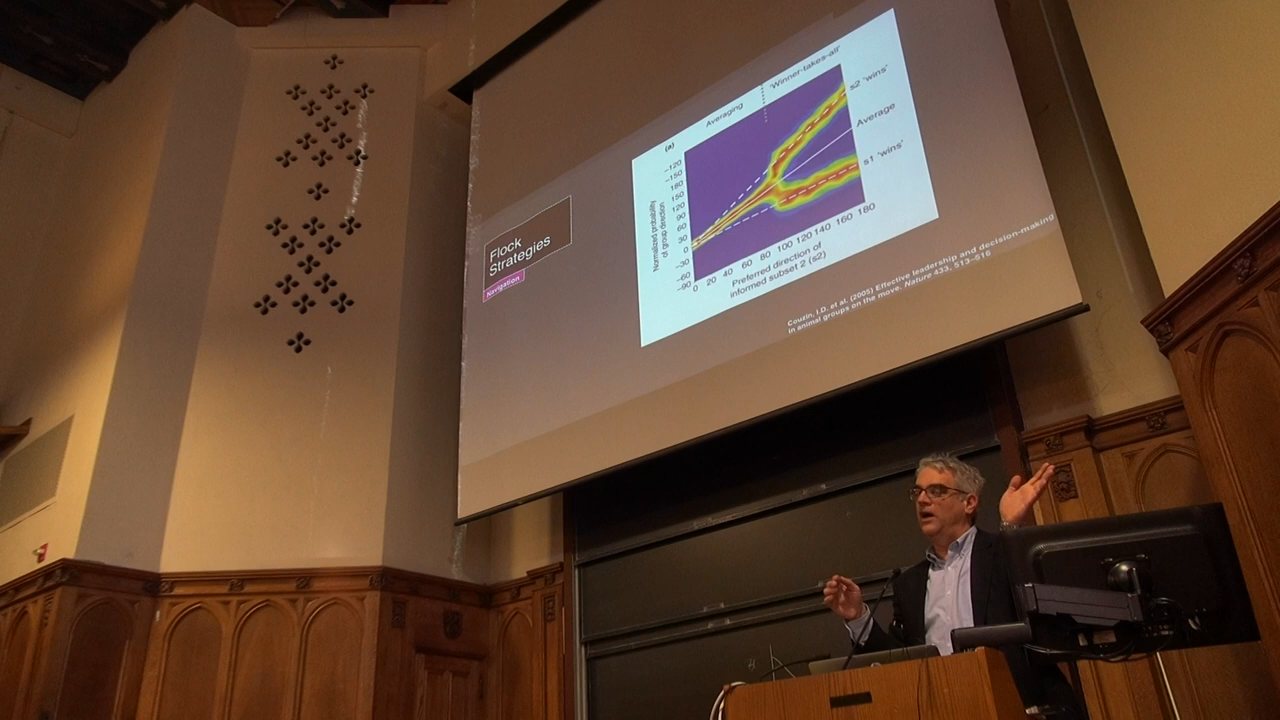 Flock
Strategies
Navigation
(a)
Averaging
'Winner-takes-all'
s2 'wins'
Average
s1 'wins'
Normalized probability
of group direction
-120
-150
180
150
120
90
60
30
0
-30
-60
-90
0 20 40 60 80 100 120 140 160 180
Preferred direction of
informed subset 2 (s2)
Couzin, I.D. et al. (2005) Effective leadership and decision-making
in animal groups on the move. Nature 433, 513–516